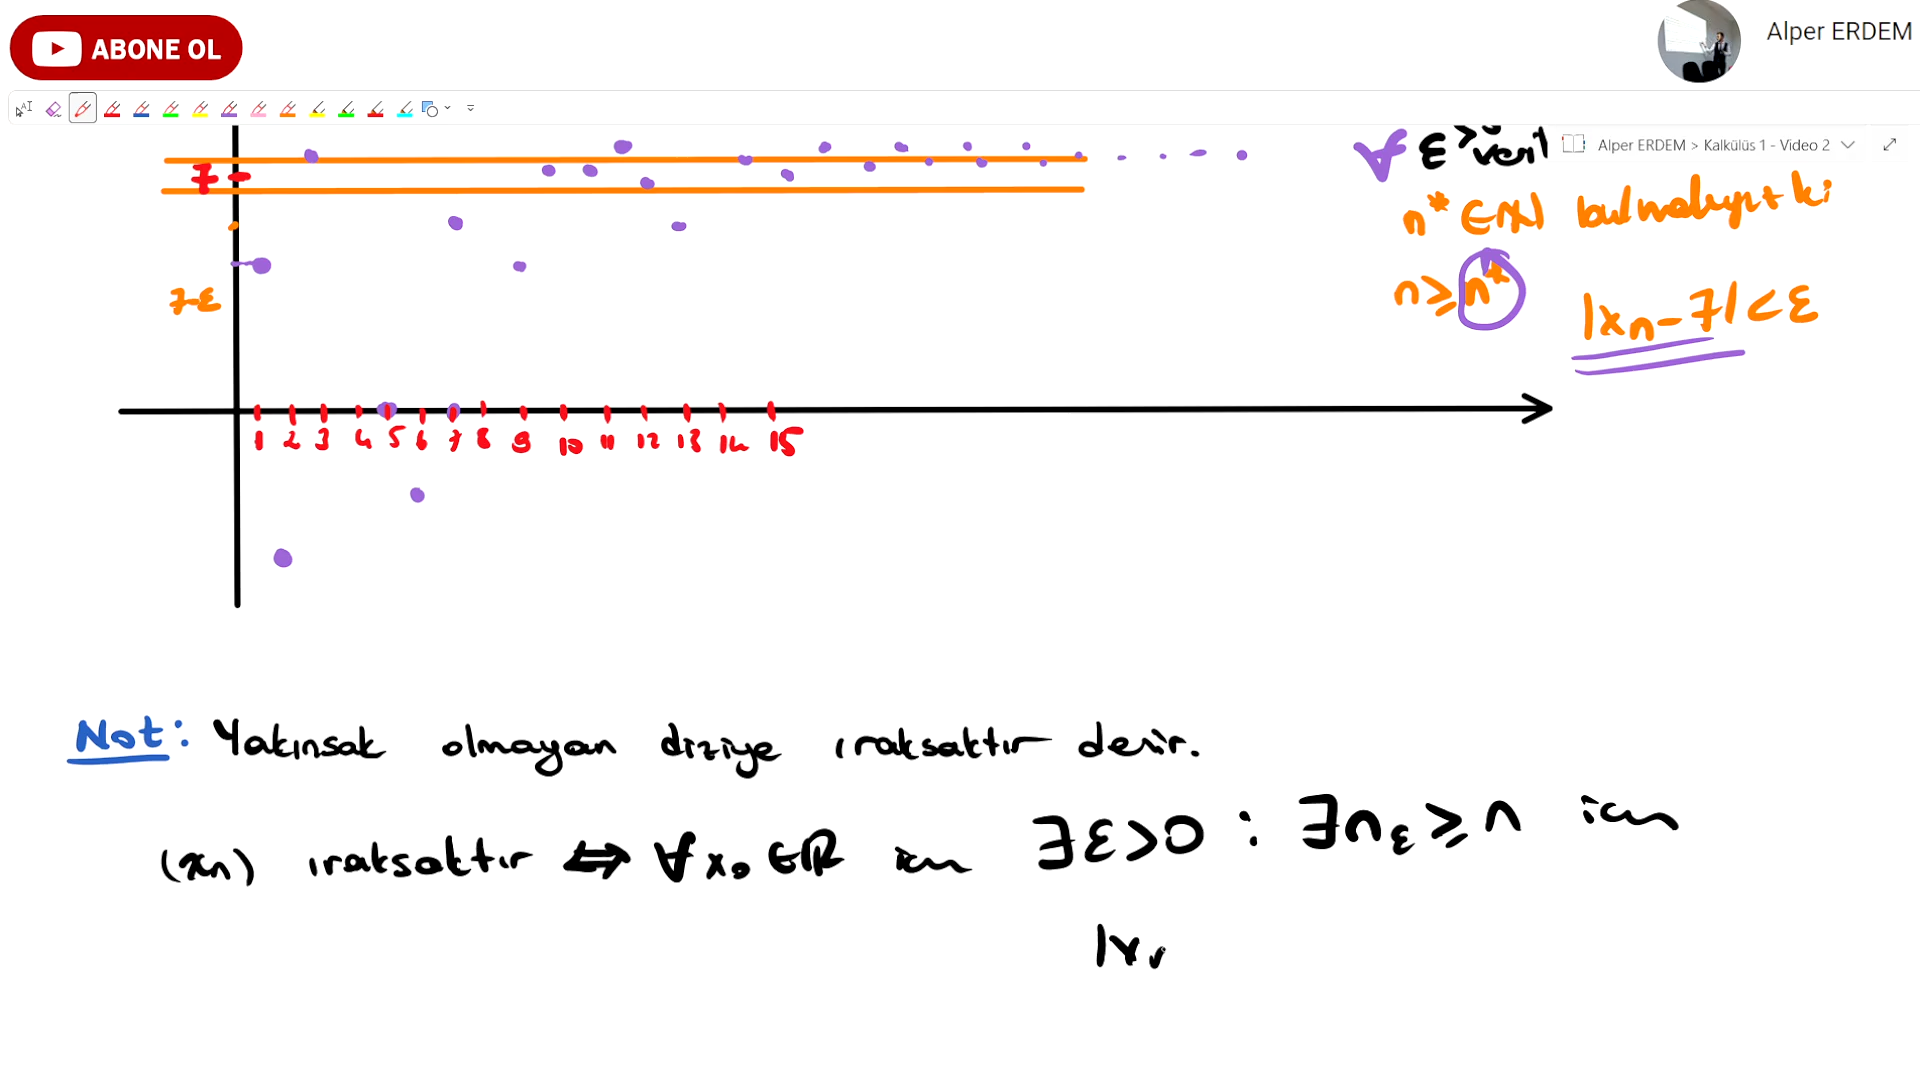 ABONE OL
Alper ERDEM
Alper ERDEM > Kalkülüs 1 - Video 2
∀ ε>0
7
n* ∈ ℕ bulmalıyız ki
7-ε
n ≥ n* |xn - 7| < ε
1 2 3 4 5 6 7 8 9 10 11 12 13 14 15
Not: Yakınsak olmayan diziye ıraksaktır denir.
(xn) ıraksaktır ⇔ ∀x₀ ∈ ℝ için ∃ε>0 : ∃nε ≥ n için
|x